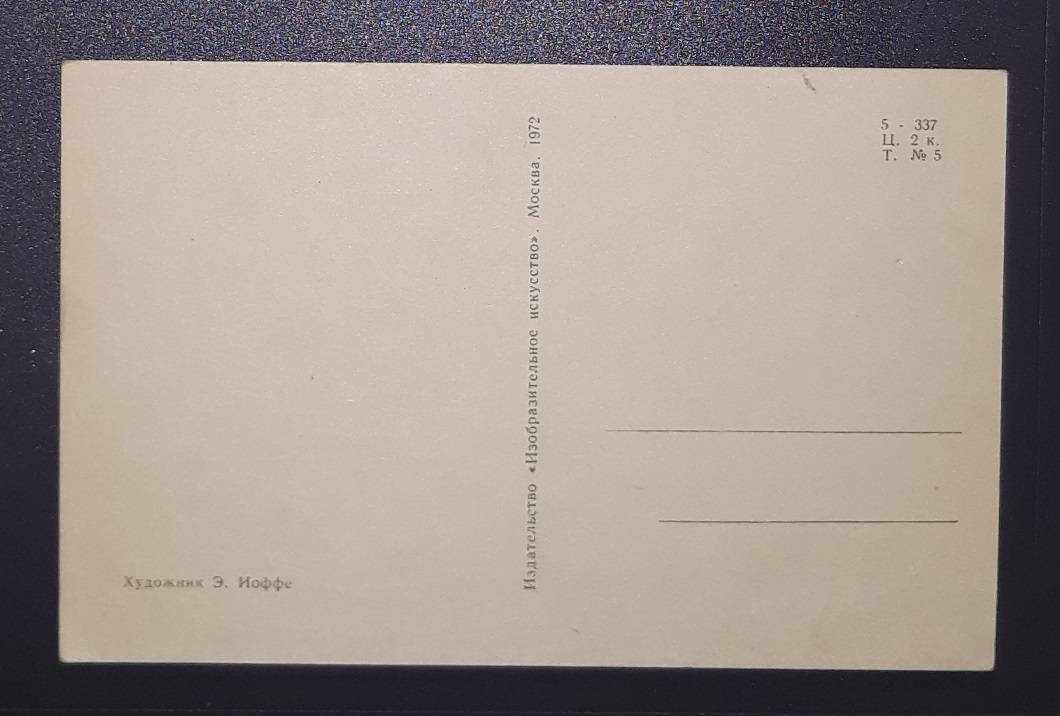 5 - 337
Ц. 2 к.
Т. № 5
Издательство «Изобразительное искусство». Москва. 1972
Художник Э. Иоффе